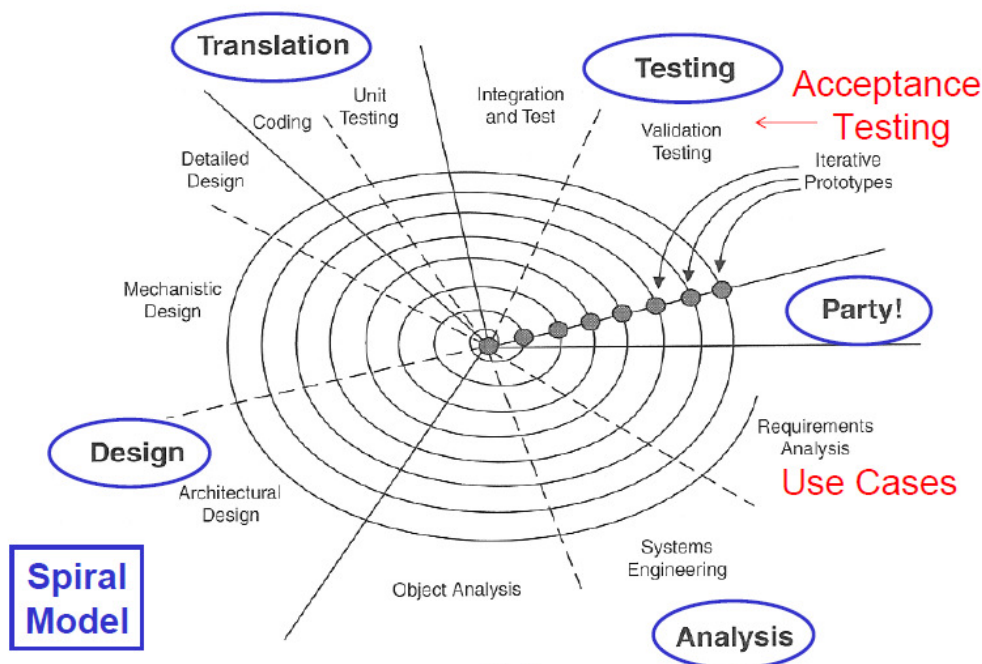 Translation
Testing
Acceptance
Testing
Unit
Testing
Integration
and Test
Coding
Validation
Testing
Detailed
Design
Iterative
Prototypes
Mechanistic
Design
Party!
Design
Requirements
Analysis
Use Cases
Architectural
Design
Systems
Engineering
Object Analysis
Spiral
Model
Analysis